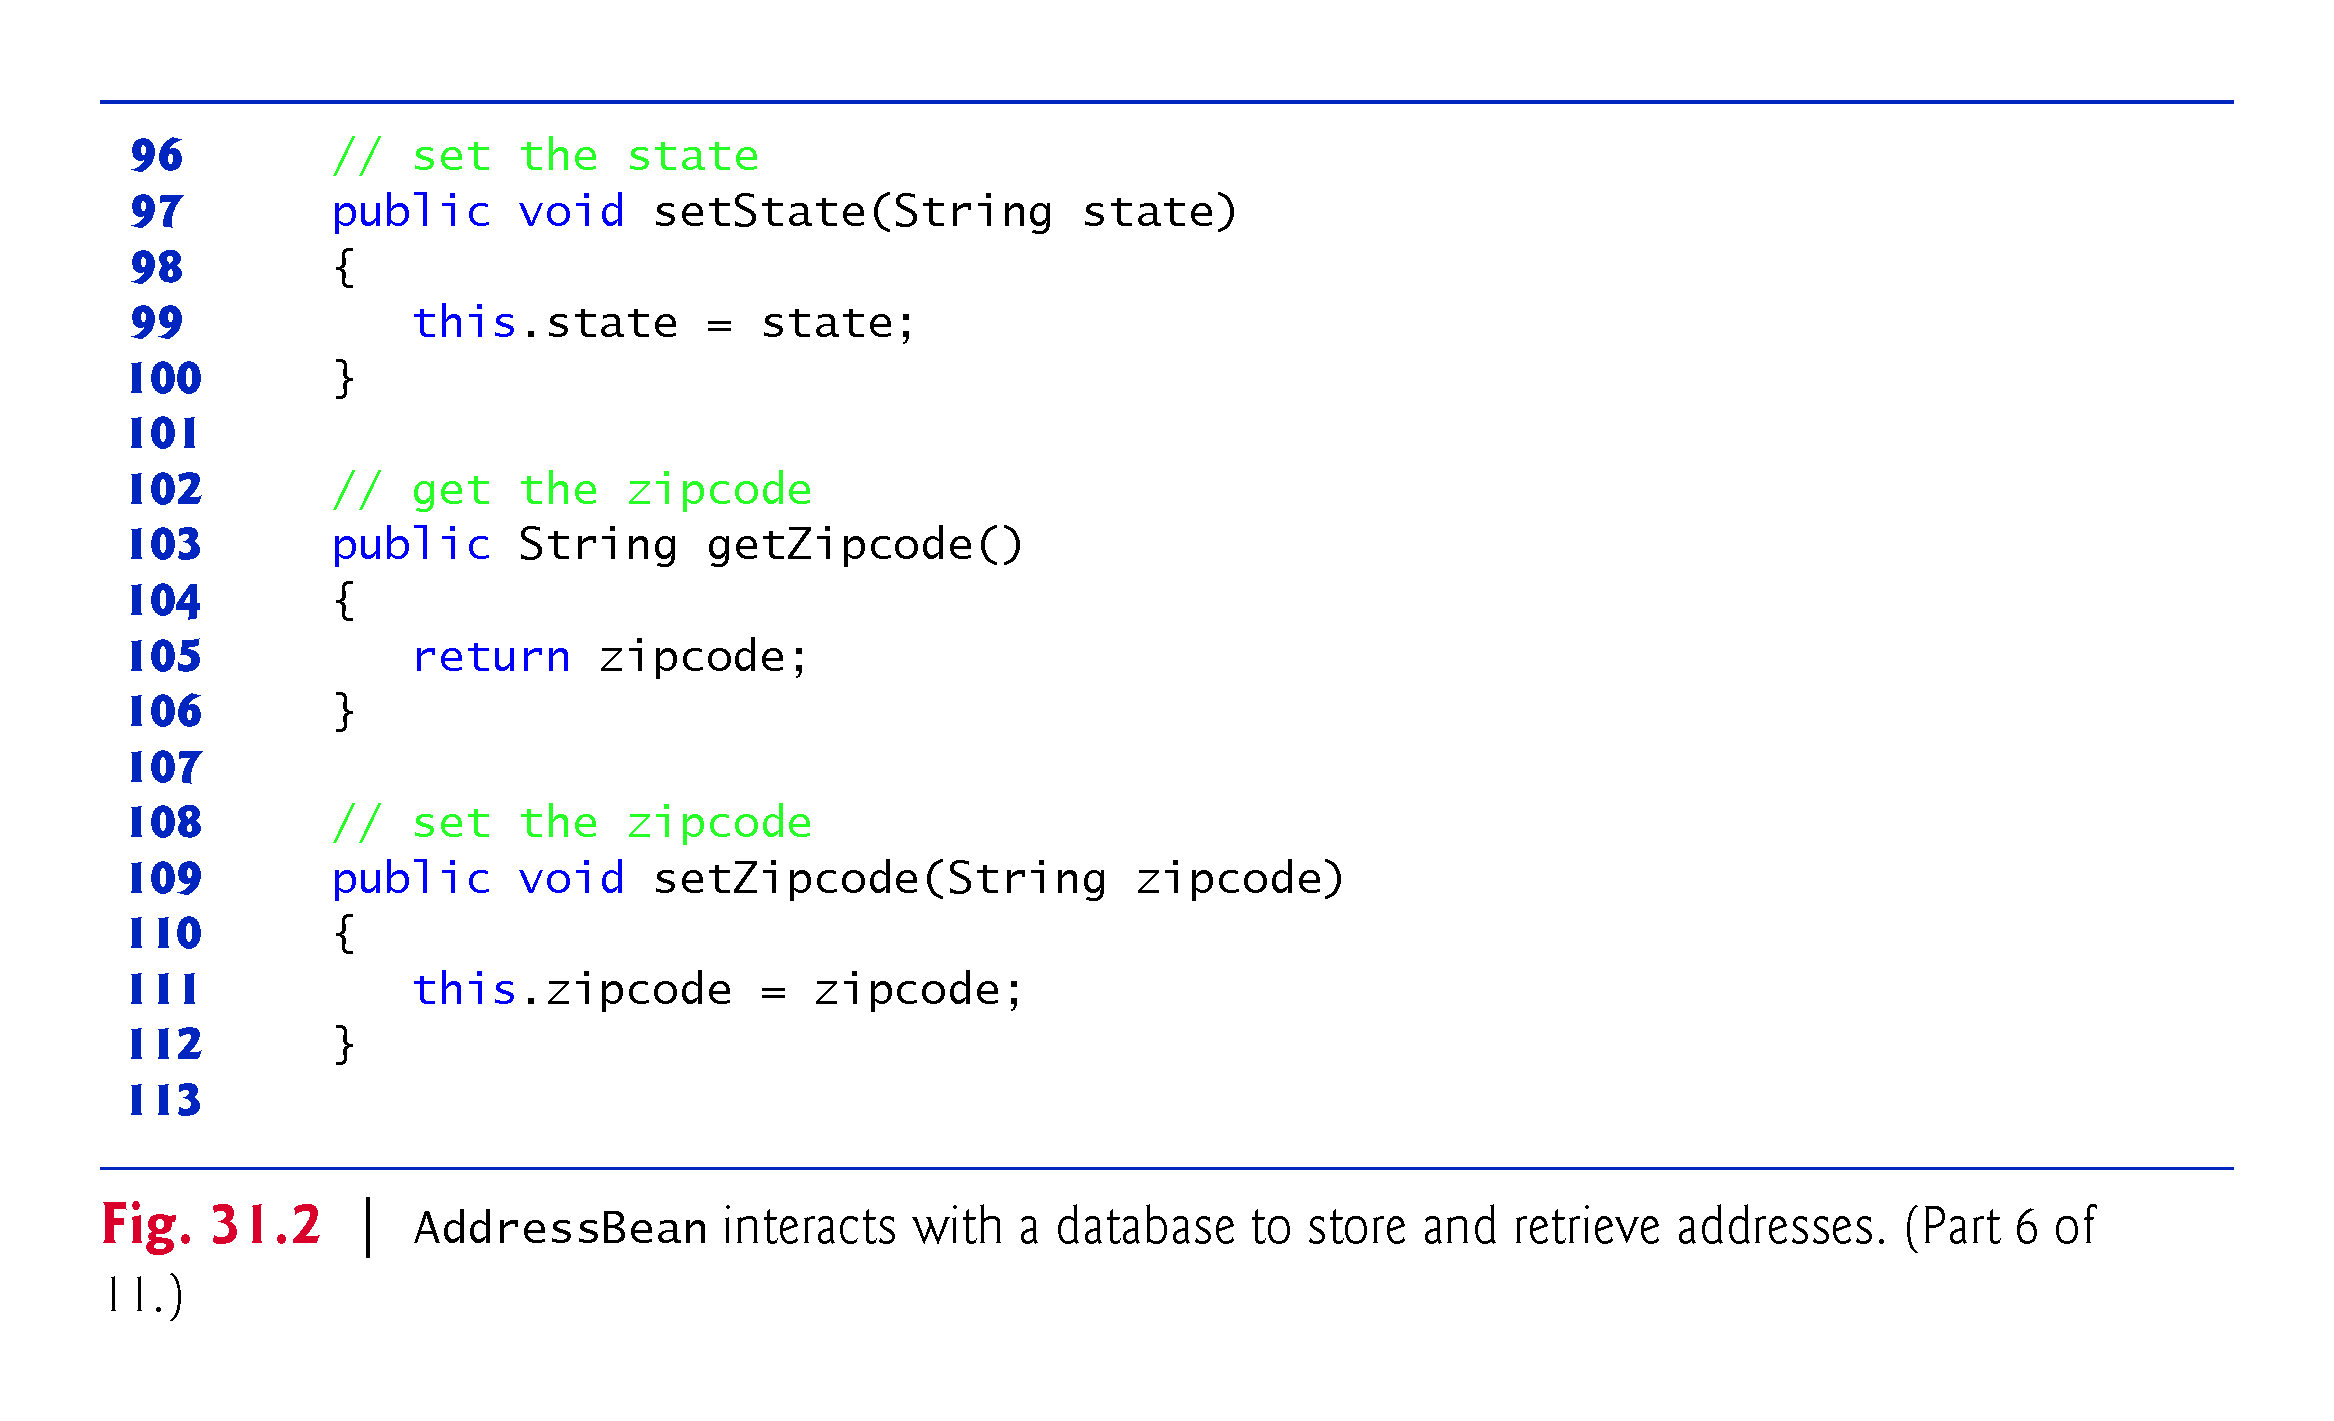 96 // set the state
97 public void setState(String state)
98 {
99 this.state = state;
100 }
101
102 // get the zipcode
103 public String getZipcode()
104 {
105 return zipcode;
106 }
107
108 // set the zipcode
109 public void setZipcode(String zipcode)
110 {
111 this.zipcode = zipcode;
112 }
113
Fig. 31.2 | AddressBean interacts with a database to store and retrieve addresses. (Part 6 of
11.)